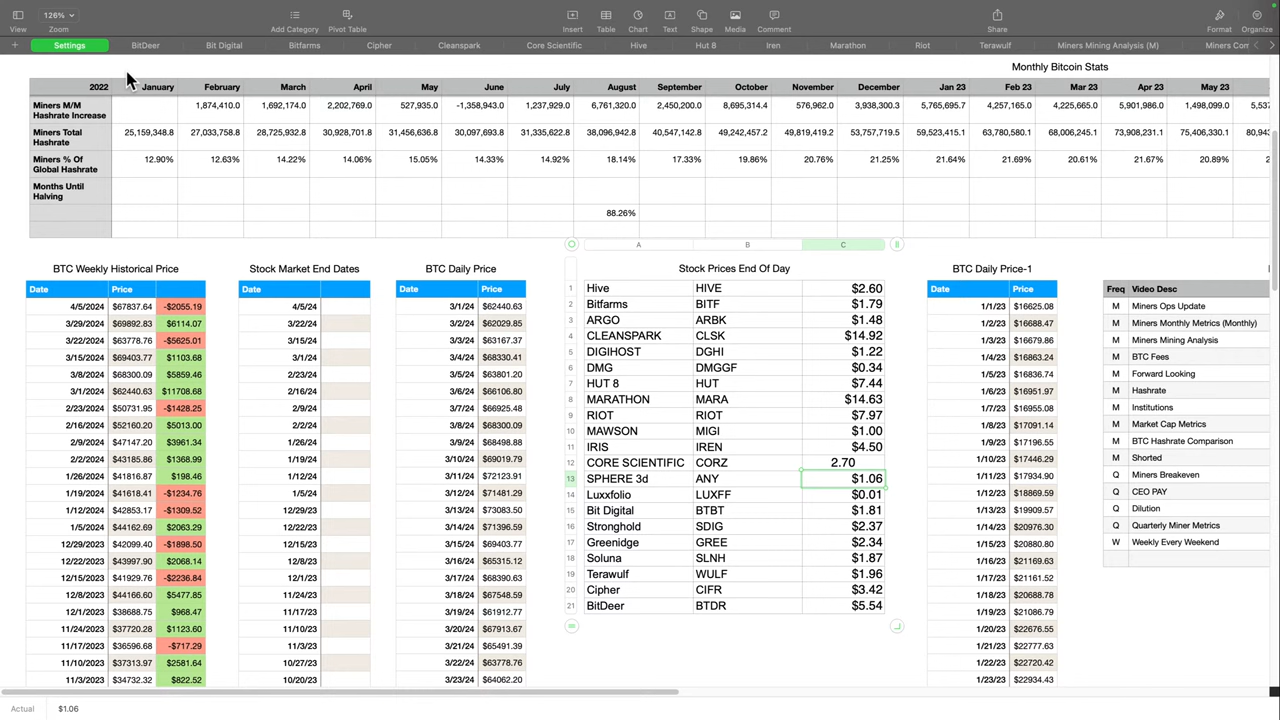 126%
View Zoom Add Category Pivot Table Insert Table Chart Text Shape Media Comment Share Format Organize
+ Settings BitDeer Bit Digital Bitfarms Cipher Cleanspark Core Scientific Hive Hut 8 Iren Marathon Riot Terawulf Miners Mining Analysis (M) Miners Com
Monthly Bitcoin Stats
2022 January February March April May June July August September October November December Jan 23 Feb 23 Mar 23 Apr 23 May 23
Miners M/M Hashrate Increase 1,874,410.0 1,692,174.0 2,202,769.0 527,935.0 -1,358,943.0 1,237,929.0 6,761,320.0 2,450,200.0 8,695,314.4 576,962.0 3,938,300.3 5,765,695.7 4,257,165.0 4,225,665.0 5,901,986.0 1,498,099.0 5,537
Miners Total Hashrate 25,159,348.8 27,033,758.8 28,725,932.8 30,928,701.8 31,456,636.8 30,097,693.8 31,335,622.8 38,096,942.8 40,547,142.8 49,242,457.2 49,819,419.2 53,757,719.5 59,523,415.1 63,780,580.1 68,006,245.1 73,908,231.1 75,406,330.1 80,943
Miners % Of Global Hashrate 12.90% 12.63% 14.22% 14.06% 15.05% 14.33% 14.92% 18.14% 17.33% 19.86% 20.76% 21.25% 21.64% 21.69% 20.61% 21.67% 20.89%
Months Until Halving
88.26%
A B C
BTC Weekly Historical Price
Date Price
4/5/2024 $67837.64 -$2055.19
3/29/2024 $69892.83 $6114.07
3/22/2024 $63778.76 -$5625.01
3/15/2024 $69403.77 $1103.68
3/8/2024 $68300.09 $5859.46
3/1/2024 $62440.63 $11708.68
2/23/2024 $50731.95 -$1428.25
2/16/2024 $52160.20 $5013.00
2/9/2024 $47147.20 $3961.34
2/2/2024 $43185.86 $1368.99
1/26/2024 $41816.87 $198.46
1/19/2024 $41618.41 -$1234.76
1/12/2024 $42853.17 -$1309.52
1/5/2024 $44162.69 $2063.29
12/29/2023 $42099.40 -$1898.50
12/22/2023 $43997.90 $2068.14
12/15/2023 $41929.76 -$2236.84
12/8/2023 $44166.60 $5477.85
12/1/2023 $38688.75 $968.47
11/24/2023 $37720.28 $1123.60
11/17/2023 $36596.68 -$717.29
11/10/2023 $37313.97 $2581.64
11/3/2023 $34732.32 $822.52
Stock Market End Dates
Date
4/5/24
3/22/24
3/15/24
3/1/24
2/23/24
2/16/24
2/9/24
2/2/24
1/26/24
1/19/24
1/12/24
1/5/24
12/29/23
12/22/23
12/15/23
12/8/23
12/1/23
11/24/23
11/17/23
11/10/23
11/3/23
10/27/23
10/20/23
BTC Daily Price
Date Price
3/1/24 $62440.63
3/2/24 $62029.85
3/3/24 $63167.37
3/4/24 $68330.41
3/5/24 $63801.20
3/6/24 $66106.80
3/7/24 $66925.48
3/8/24 $68300.09
3/9/24 $68498.88
3/10/24 $69019.79
3/11/24 $72123.91
3/12/24 $71481.29
3/13/24 $73083.50
3/14/24 $71396.59
3/15/24 $69403.77
3/16/24 $65315.12
3/17/24 $68390.63
3/18/24 $67548.59
3/19/24 $61912.77
3/20/24 $67913.67
3/21/24 $65491.39
3/22/24 $63778.76
3/23/24 $64062.20
Stock Prices End Of Day
1 Hive HIVE $2.60
2 Bitfarms BITF $1.79
3 ARGO ARBK $1.48
4 CLEANSPARK CLSK $14.92
5 DIGIHOST DGHI $1.22
6 DMG DMGGF $0.34
7 HUT 8 HUT $7.44
8 MARATHON MARA $14.63
9 RIOT RIOT $7.97
10 MAWSON MIGI $1.00
11 IRIS IREN $4.50
12 CORE SCIENTIFIC CORZ 2.70
13 SPHERE 3d ANY $1.06
14 Luxxfolio LUXFF $0.01
15 Bit Digital BTBT $1.81
16 Stronghold SDIG $2.37
17 Greenidge GREE $2.34
18 Soluna SLNH $1.87
19 Terawulf WULF $1.96
20 Cipher CIFR $3.42
21 BitDeer BTDR $5.54
BTC Daily Price-1
Date Price
1/1/23 $16625.08
1/2/23 $16688.47
1/3/23 $16679.86
1/4/23 $16863.24
1/5/23 $16836.74
1/6/23 $16951.97
1/7/23 $16955.08
1/8/23 $17091.14
1/9/23 $17196.55
1/10/23 $17446.29
1/11/23 $17934.90
1/12/23 $18869.59
1/13/23 $19909.57
1/14/23 $20976.30
1/15/23 $20880.80
1/16/23 $21169.63
1/17/23 $21161.52
1/18/23 $20688.78
1/19/23 $21086.79
1/20/23 $22676.55
1/21/23 $22777.63
1/22/23 $22720.42
1/23/23 $22934.43
Freq Video Desc
M Miners Ops Update
M Miners Monthly Metrics (Monthly)
M Miners Mining Analysis
M BTC Fees
M Forward Looking
M Hashrate
M Institutions
M Market Cap Metrics
M BTC Hashrate Comparison
M Shorted
Q Miners Breakeven
Q CEO PAY
Q Dilution
Q Quarterly Miner Metrics
W Weekly Every Weekend
Actual $1.06